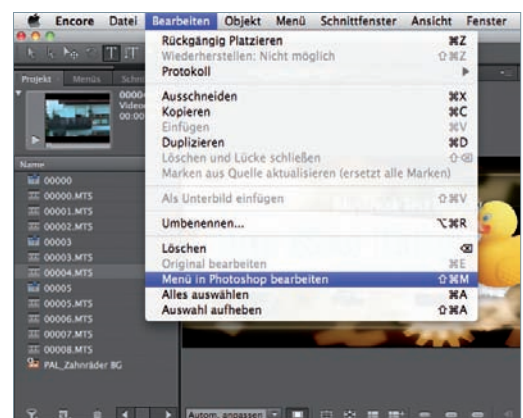 Encore Datei Bearbeiten Objekt Menü Schnittfenster Ansicht Fenster
Rückgängig Platzieren ⌘Z
Wiederherstellen: Nicht möglich ⇧⌘Z
Protokoll ▶
Ausschneiden ⌘X
Kopieren ⌘C
Einfügen ⌘V
Duplizieren ⌘D
Löschen und Lücke schließen ⇧⌫
Marken aus Quelle aktualisieren (ersetzt alle Marken)
Als Unterbild einfügen ⇧⌘V
Umbenennen... ⌥⌘R
Löschen ⌫
Original bearbeiten ⌘E
Menü in Photoshop bearbeiten ⇧⌘M
Alles auswählen ⌘A
Auswahl aufheben ⇧⌘A
Projekt Menüs
Name
00000
00000.MTS
00001.MTS
00002.MTS
00003
00003.MTS
00004.MTS
00005
00005.MTS
00006.MTS
00007.MTS
00008.MTS
PAL_Zahnräder BG
Autom. anpassen